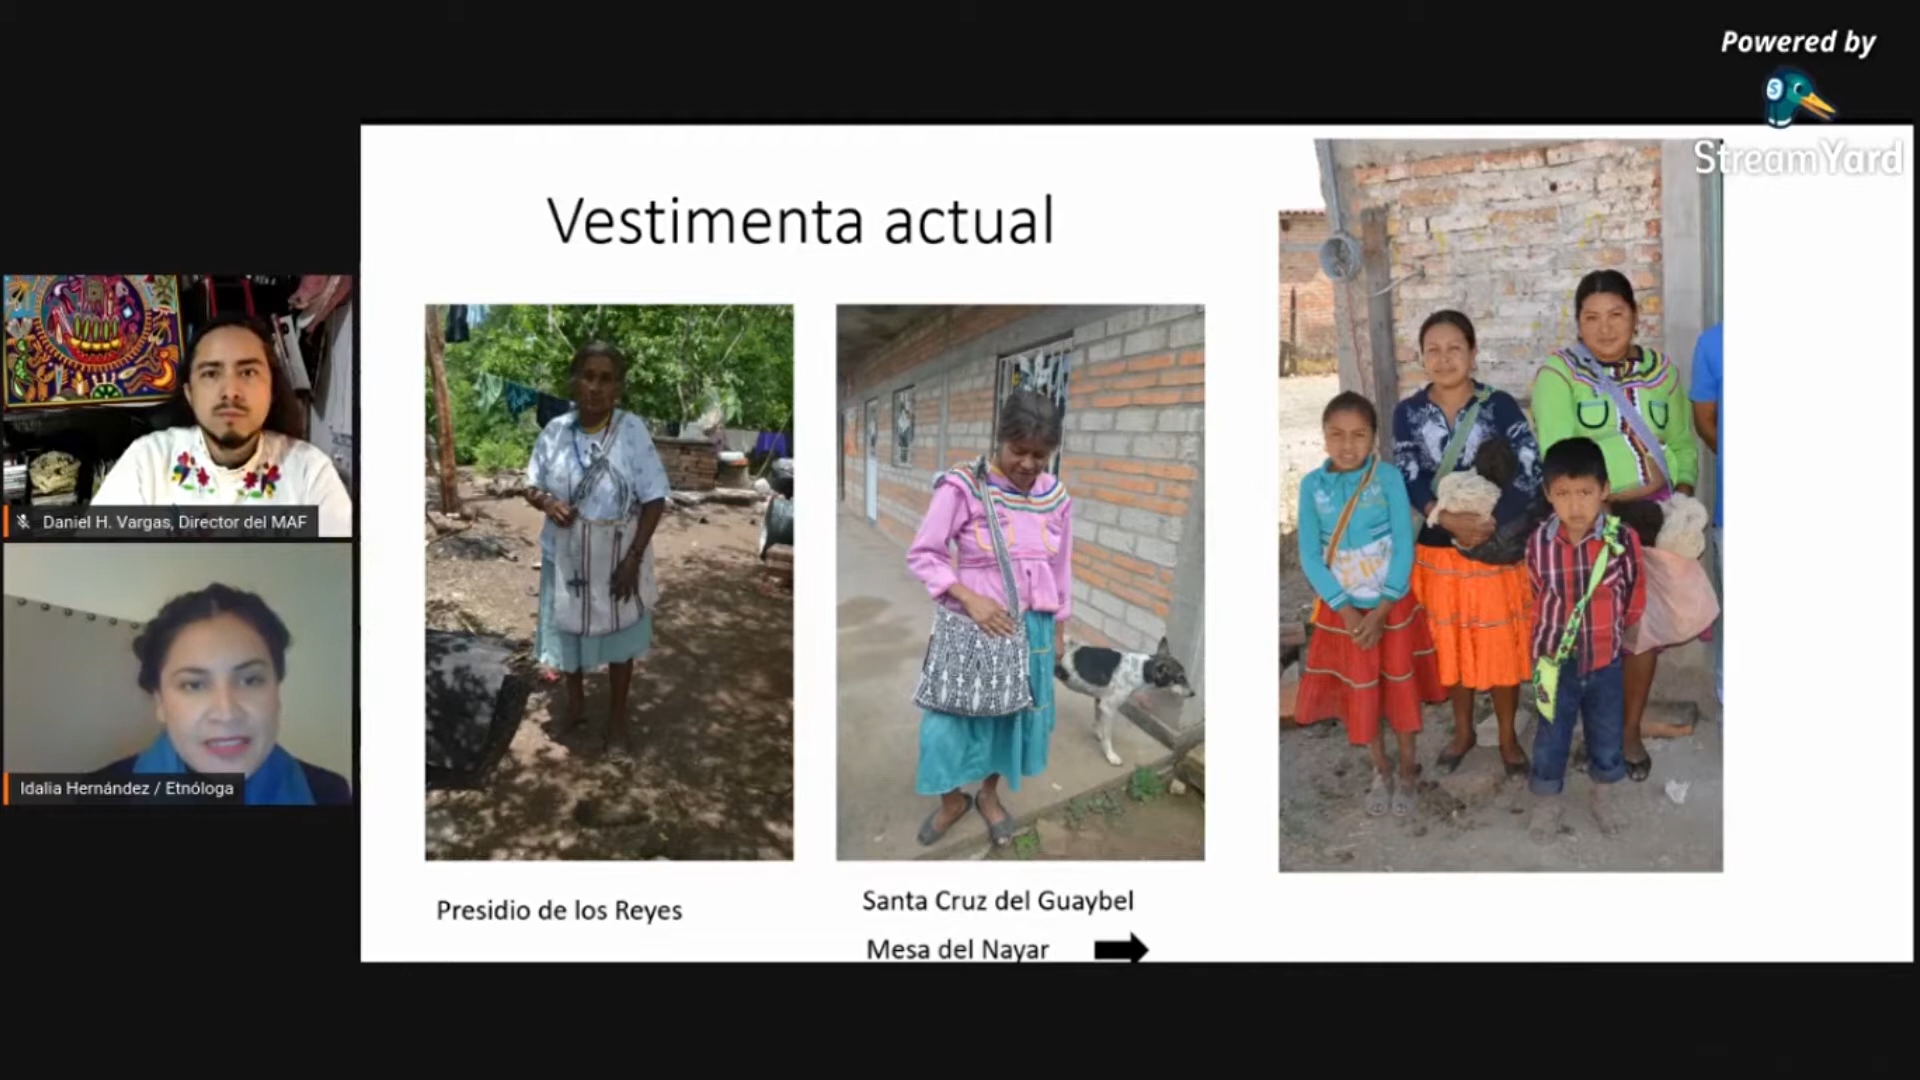 Powered by
StreamYard
Vestimenta actual
Daniel H. Vargas, Director del MAF
Idalia Hernández / Etnóloga
Presidio de los Reyes
Santa Cruz del Guaybel
Mesa del Nayar